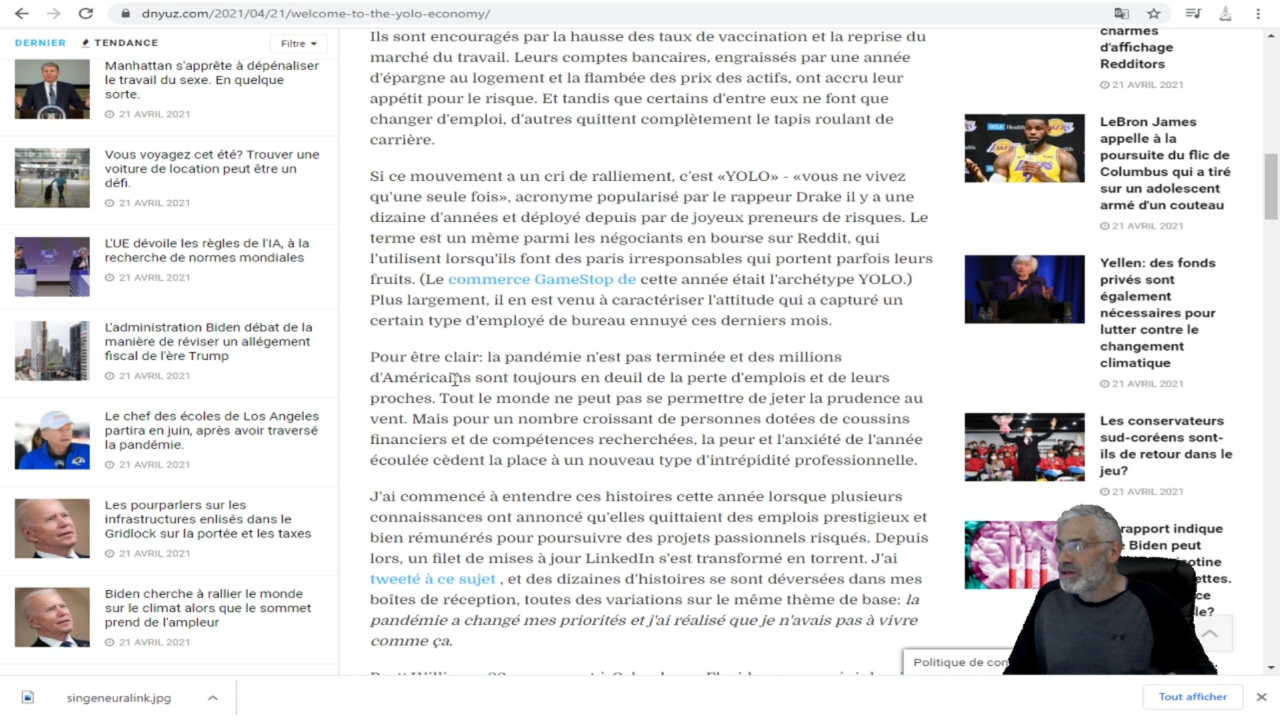 dnyuz.com/2021/04/21/welcome-to-the-yolo-economy/
DERNIER
TENDANCE
Filtre
Manhattan s'apprête à dépénaliser
le travail du sexe. En quelque
sorte.
21 AVRIL 2021
Vous voyagez cet été? Trouver une
voiture de location peut être un
défi.
21 AVRIL 2021
L'UE dévoile les règles de l'IA, à la
recherche de normes mondiales
21 AVRIL 2021
L'administration Biden débat de la
manière de réviser un allégement
fiscal de l'ère Trump
21 AVRIL 2021
Le chef des écoles de Los Angeles
partira en juin, après avoir traversé
la pandémie.
21 AVRIL 2021
Les pourparlers sur les
infrastructures enlisés dans le
Gridlock sur la portée et les taxes
21 AVRIL 2021
Biden cherche à rallier le monde
sur le climat alors que le sommet
prend de l'ampleur
21 AVRIL 2021
Ils sont encouragés par la hausse des taux de vaccination et la reprise du
marché du travail. Leurs comptes bancaires, engraissés par une année
d'épargne au logement et la flambée des prix des actifs, ont accru leur
appétit pour le risque. Et tandis que certains d'entre eux ne font que
changer d'emploi, d'autres quittent complètement le tapis roulant de
carrière.
Si ce mouvement a un cri de ralliement, c'est «YOLO» - «vous ne vivez
qu'une seule fois», acronyme popularisé par le rappeur Drake il y a une
dizaine d'années et déployé depuis par de joyeux preneurs de risques. Le
terme est un mème parmi les négociants en bourse sur Reddit, qui
l'utilisent lorsqu'ils font des paris irresponsables qui portent parfois leurs
fruits. (Le commerce GameStop de cette année était l'archétype YOLO.)
Plus largement, il en est venu à caractériser l'attitude qui a capturé un
certain type d'employé de bureau ennuyé ces derniers mois.
Pour être clair: la pandémie n'est pas terminée et des millions
d'Américains sont toujours en deuil de la perte d'emplois et de leurs
proches. Tout le monde ne peut pas se permettre de jeter la prudence au
vent. Mais pour un nombre croissant de personnes dotées de coussins
financiers et de compétences recherchées, la peur et l'anxiété de l'année
écoulée cèdent la place à un nouveau type d'intrépidité professionnelle.
J'ai commencé à entendre ces histoires cette année lorsque plusieurs
connaissances ont annoncé qu'elles quittaient des emplois prestigieux et
bien rémunérés pour poursuivre des projets passionnels risqués. Depuis
lors, un filet de mises à jour LinkedIn s'est transformé en torrent. J'ai
tweeté à ce sujet , et des dizaines d'histoires se sont déversées dans mes
boîtes de réception, toutes des variations sur le même thème de base: la
pandémie a changé mes priorités et j'ai réalisé que je n'avais pas à vivre
comme ça.
charmes
d'affichage
Redditors
21 AVRIL 2021
LeBron James
appelle à la
poursuite du flic de
Columbus qui a tiré
sur un adolescent
armé d'un couteau
21 AVRIL 2021
Yellen: des fonds
privés sont
également
nécessaires pour
lutter contre le
changement
climatique
21 AVRIL 2021
Les conservateurs
sud-coréens sont-
ils de retour dans le
jeu?
21 AVRIL 2021
rapport indique
Biden peut
Politique de
singeneuralink.jpg
Tout afficher